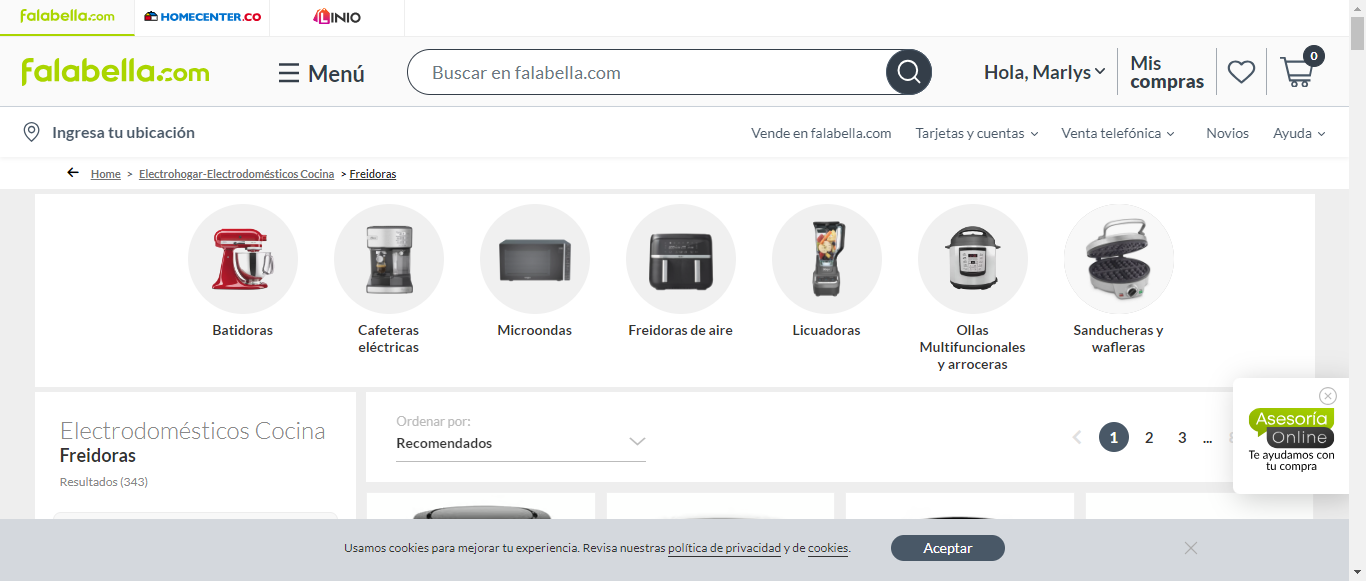 falabella.com
HOMECENTER.CO
LINIO
falabella.com
Menú
Buscar en falabella.com
Hola, Marlys
Mis
compras
0
Ingresa tu ubicación
Vende en falabella.com
Tarjetas y cuentas
Venta telefónica
Novios
Ayuda
Home > Electrohogar-Electrodomésticos Cocina > Freidoras
Batidoras
Cafeteras
eléctricas
Microondas
Freidoras de aire
Licuadoras
Ollas
Multifuncionales
y arroceras
Sanducheras y
wafleras
Electrodomésticos Cocina
Freidoras
Resultados (343)
Ordenar por:
Recomendados
1 2 3 ...
Asesoría
Online
Te ayudamos con
tu compra
Usamos cookies para mejorar tu experiencia. Revisa nuestras política de privacidad y de cookies.
Aceptar